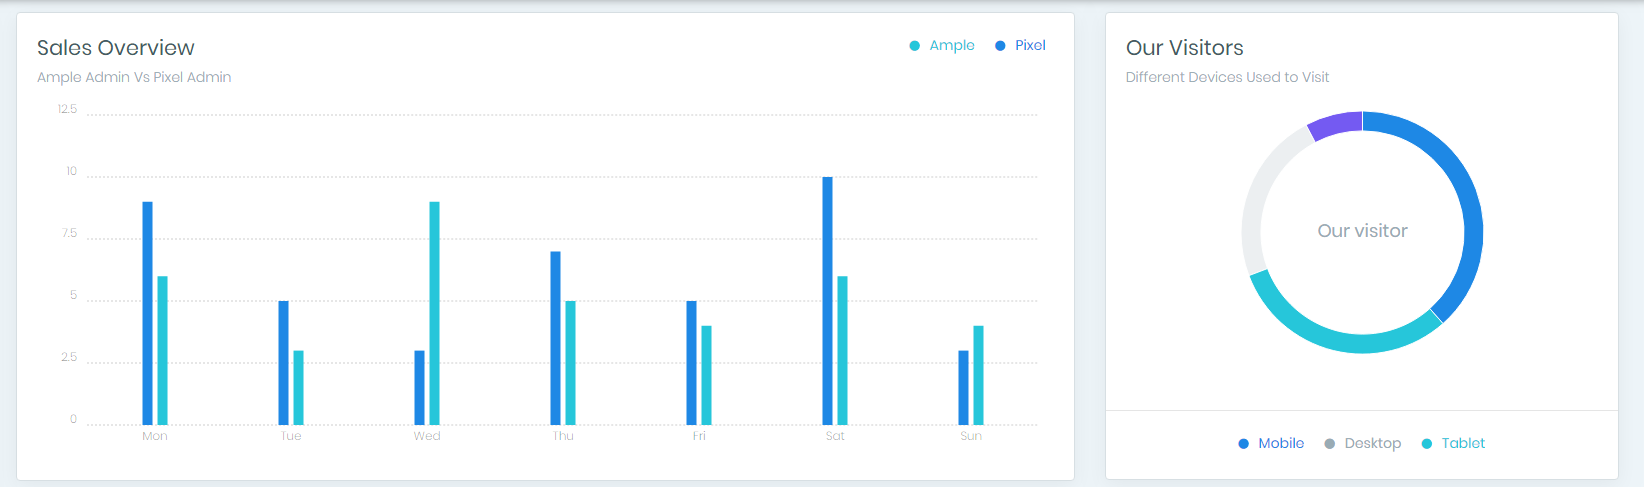 Sales Overview
Ample Pixel
Ample Admin Vs Pixel Admin
12.5
10
7.5
5
2.5
0
Mon Tue Wed Thu Fri Sat Sun
Our Visitors
Different Devices Used to Visit
Our visitor
Mobile Desktop Tablet